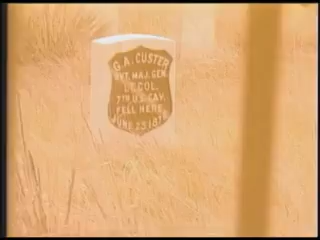 G.A. CUSTER
BVT. MAJ. GEN.
LT. COL.
7TH U.S. CAV.
FELL HERE
JUNE 25 1876